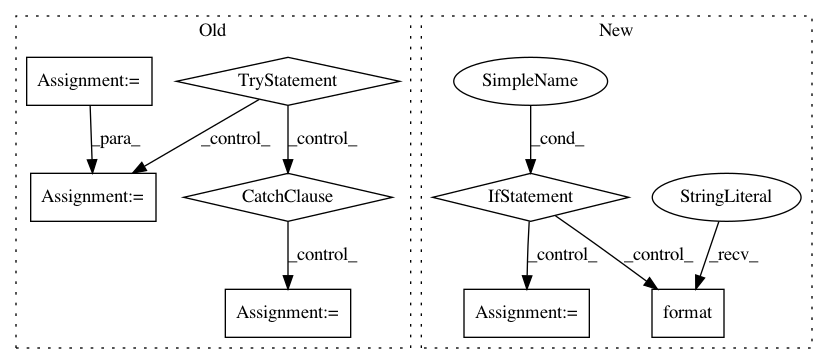 Old
New
Assignment:=
TryStatement
SimpleName
_para_
_control_
_control_
_cond_
Assignment:=
CatchClause
IfStatement
StringLiteral
_control_
_control_
_control_
_recv_
Assignment:=
Assignment:=
format